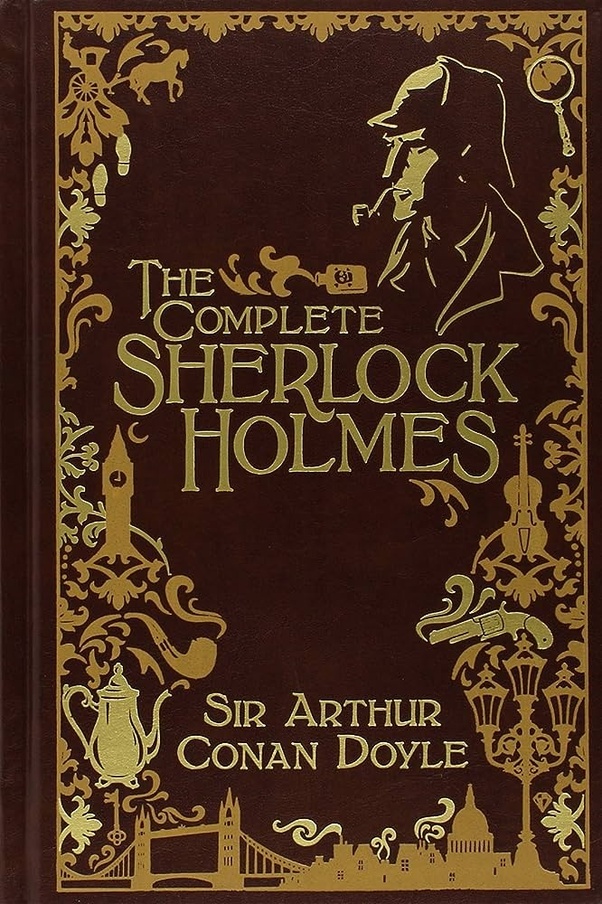 THE
COMPLETE
SHERLOCK
HOLMES
SIR ARTHUR
CONAN DOYLE